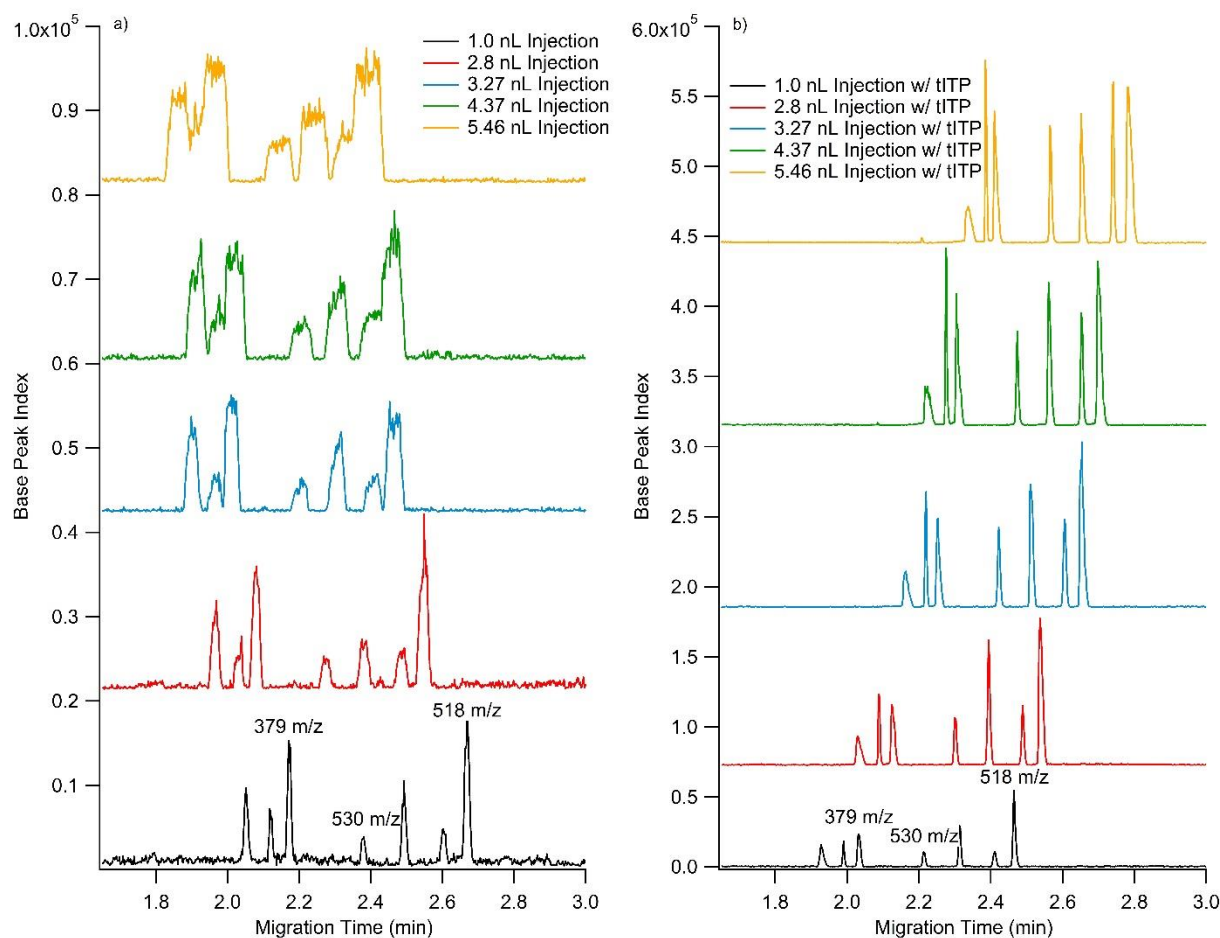 1.0x10⁵
a)
1.0 nL Injection
2.8 nL Injection
3.27 nL Injection
4.37 nL Injection
5.46 nL Injection
0.9
0.8
0.7
0.6
0.5
0.4
0.3
0.2
0.1
Base Peak Index
379 m/z
530 m/z
518 m/z
1.8 2.0 2.2 2.4 2.6 2.8 3.0
Migration Time (min)
6.0x10⁵
b)
1.0 nL Injection w/ tITP
2.8 nL Injection w/ tITP
3.27 nL Injection w/ tITP
4.37 nL Injection w/ tITP
5.46 nL Injection w/ tITP
5.5
5.0
4.5
4.0
3.5
3.0
2.5
2.0
1.5
1.0
0.5
0.0
Base Peak Index
379 m/z
530 m/z
518 m/z
1.8 2.0 2.2 2.4 2.6 2.8 3.0
Migration Time (min)